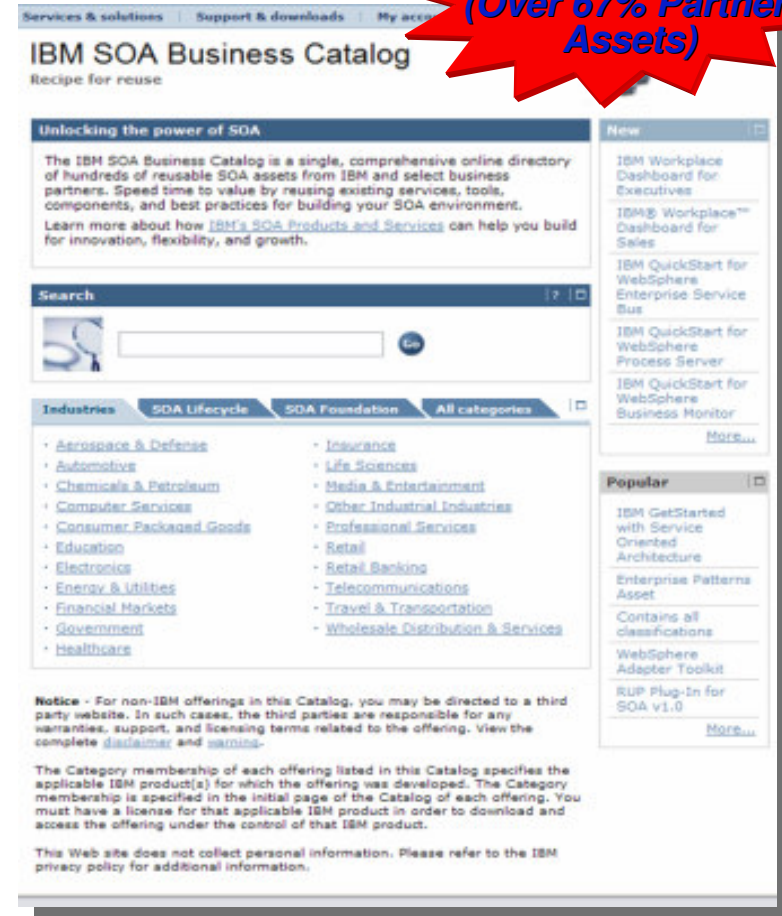 Services & solutions | Support & downloads | My
(Over 67% Partner
Assets)
IBM SOA Business Catalog
Recipe for reuse
Unlocking the power of SOA
The IBM SOA Business Catalog is a single, comprehensive online directory
of hundreds of reusable SOA assets from IBM and select business
partners. Speed time to value by reusing existing services, tools,
components, and best practices for building your SOA environment.
Learn more about how IBM's SOA Products and Services can help you build
for innovation, flexibility, and growth.
Search
?
Go
Industries
SOA Lifecycle
SOA Foundation
All categories
· Aerospace & Defense
· Automotive
· Chemicals & Petroleum
· Computer Services
· Consumer Packaged Goods
· Education
· Electronics
· Energy & Utilities
· Financial Markets
· Government
· Healthcare
· Insurance
· Life Sciences
· Media & Entertainment
· Other Industrial Industries
· Professional Services
· Retail
· Retail Banking
· Telecommunications
· Travel & Transportation
· Wholesale Distribution & Services
Notice - For non-IBM offerings in this Catalog, you may be directed to a third
party website. In such cases, the third parties are responsible for any
warranties, support, and licensing terms related to the offering. View the
complete disclaimer and warning.
The Category membership of each offering listed in this Catalog specifies the
applicable IBM product(s) for which the offering was developed. The Category
membership is specified in the initial page of the Catalog of each offering. You
must have a license for that applicable IBM product in order to download and
access the offering under the control of that IBM product.
This Web site does not collect personal information. Please refer to the IBM
privacy policy for additional information.
New
IBM Workplace
Dashboard for
Executives
IBM® Workplace™
Dashboard for
Sales
IBM QuickStart for
WebSphere
Enterprise Service
Bus
IBM QuickStart for
WebSphere
Process Server
IBM QuickStart for
WebSphere
Business Monitor
More...
Popular
IBM GetStarted
with Service
Oriented
Architecture
Enterprise Patterns
Asset
Contains all
classifications
WebSphere
Adapter Toolkit
RUP Plug-In for
SOA v1.0
More...